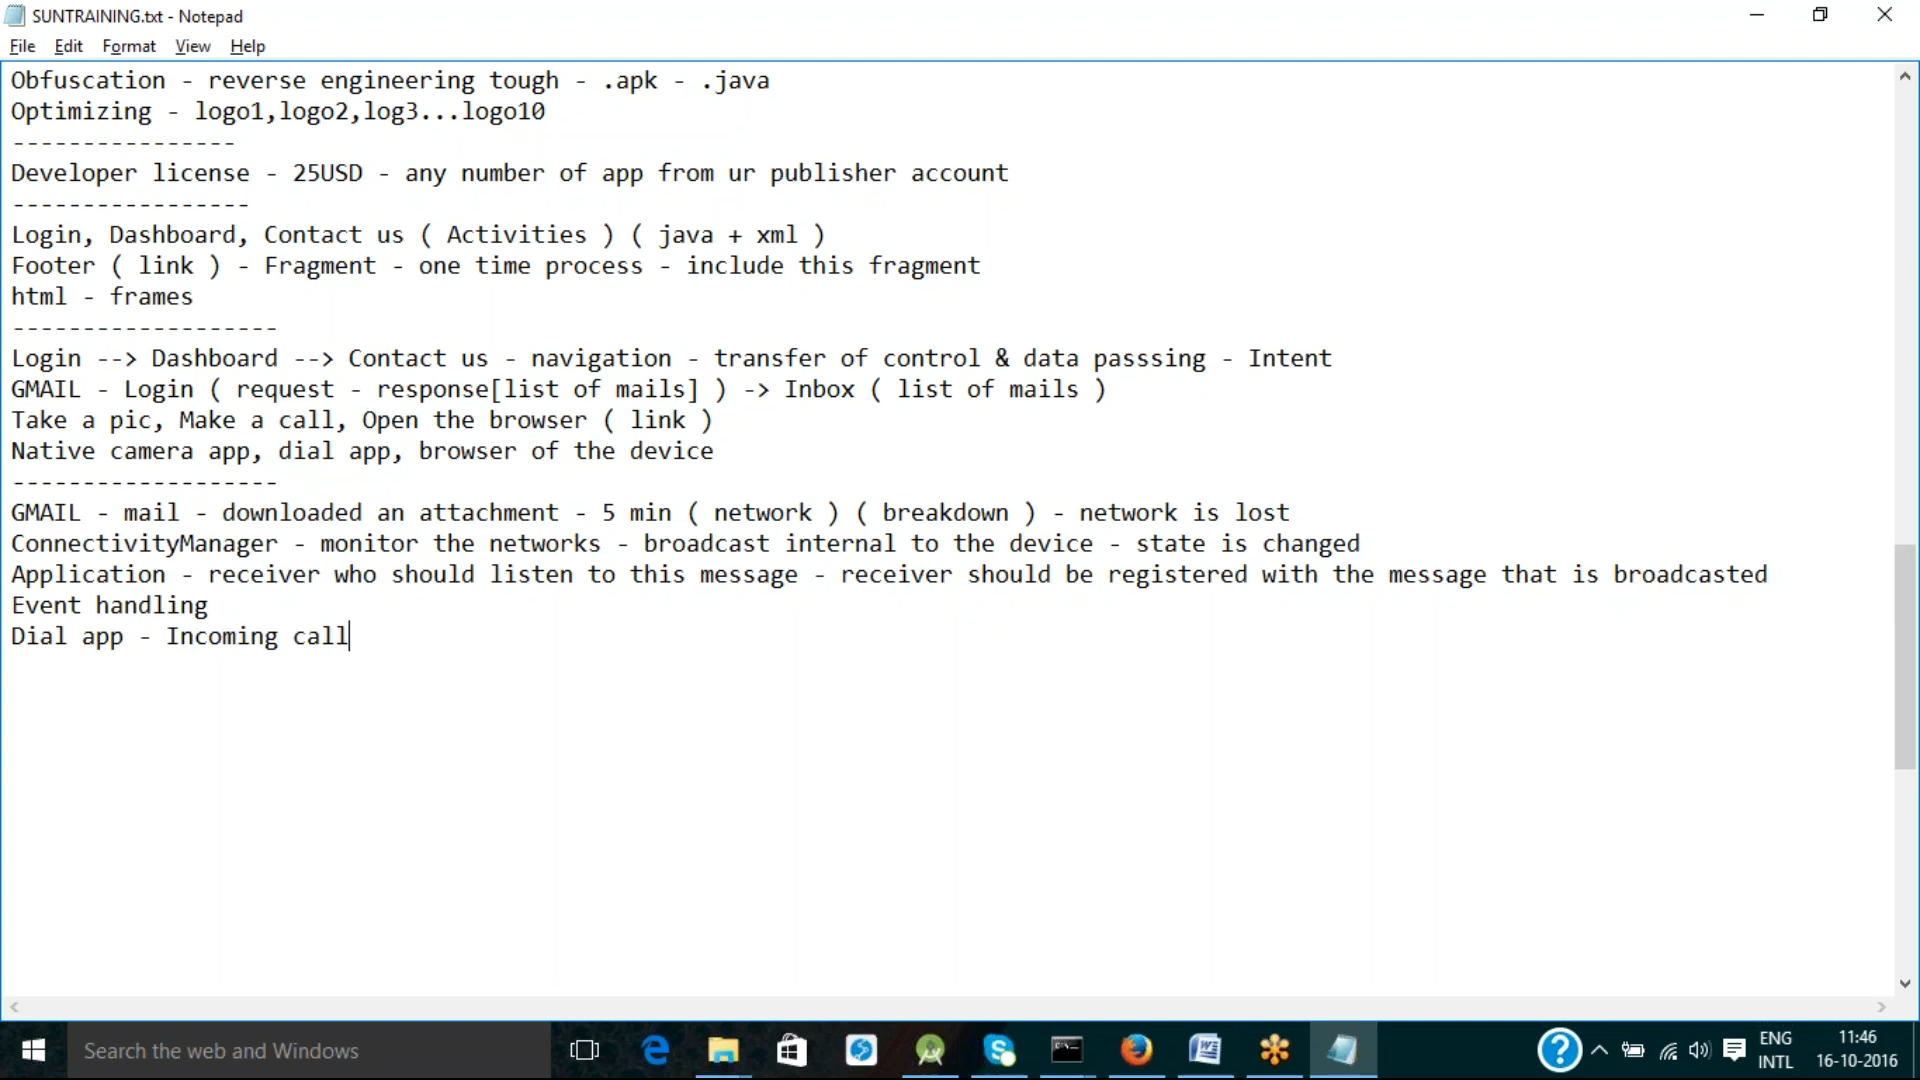 SUNTRAINING.txt - Notepad
File Edit Format View Help
Obfuscation - reverse engineering tough - .apk - .java
Optimizing - logo1,logo2,log3...logo10
----------------
Developer license - 25USD - any number of app from ur publisher account
-----------------
Login, Dashboard, Contact us ( Activities ) ( java + xml )
Footer ( link ) - Fragment - one time process - include this fragment
html - frames
-------------------
Login --> Dashboard --> Contact us - navigation - transfer of control & data passsing - Intent
GMAIL - Login ( request - response[list of mails] ) -> Inbox ( list of mails )
Take a pic, Make a call, Open the browser ( link )
Native camera app, dial app, browser of the device
-------------------
GMAIL - mail - downloaded an attachment - 5 min ( network ) ( breakdown ) - network is lost
ConnectivityManager - monitor the networks - broadcast internal to the device - state is changed
Application - receiver who should listen to this message - receiver should be registered with the message that is broadcasted
Event handling
Dial app - Incoming call
Search the web and Windows
ENG
INTL
11:46
16-10-2016